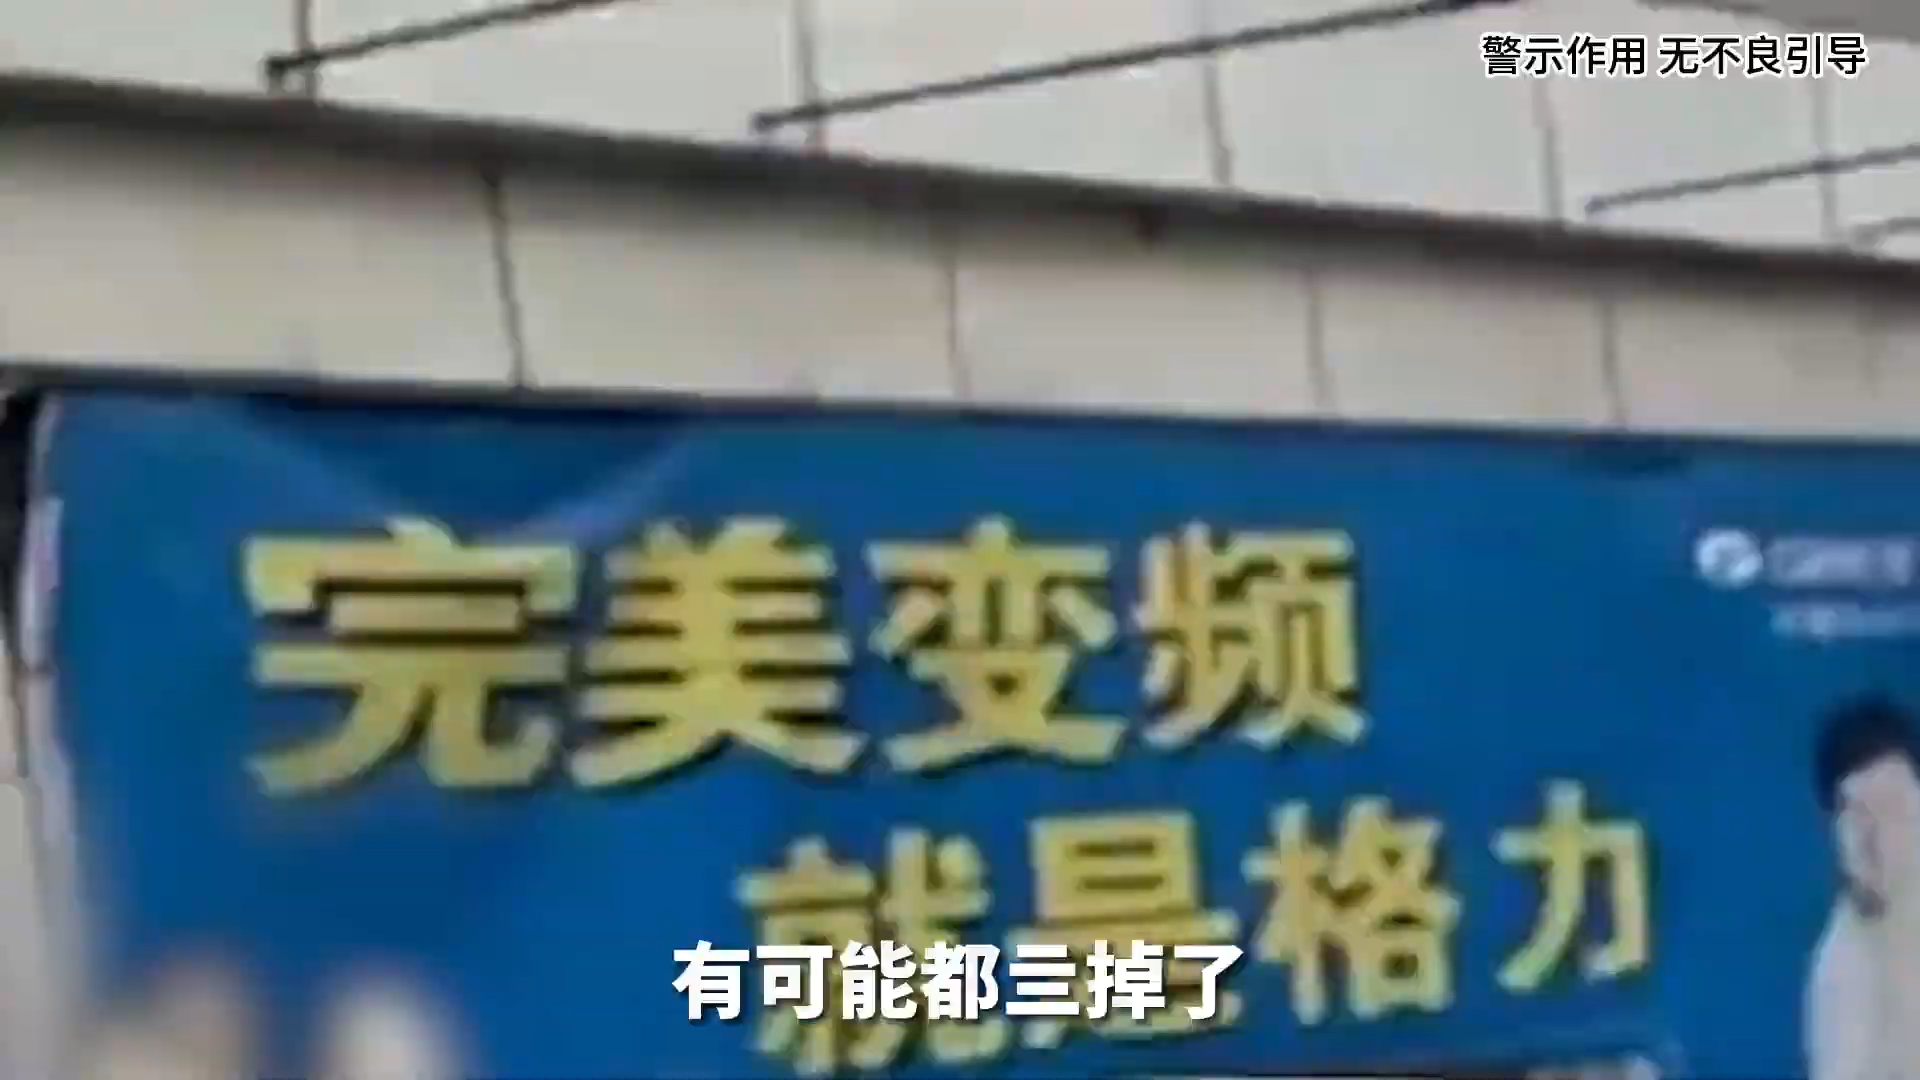 警示作用 无不良引导
完美变频
就是格力
有可能都亖掉了